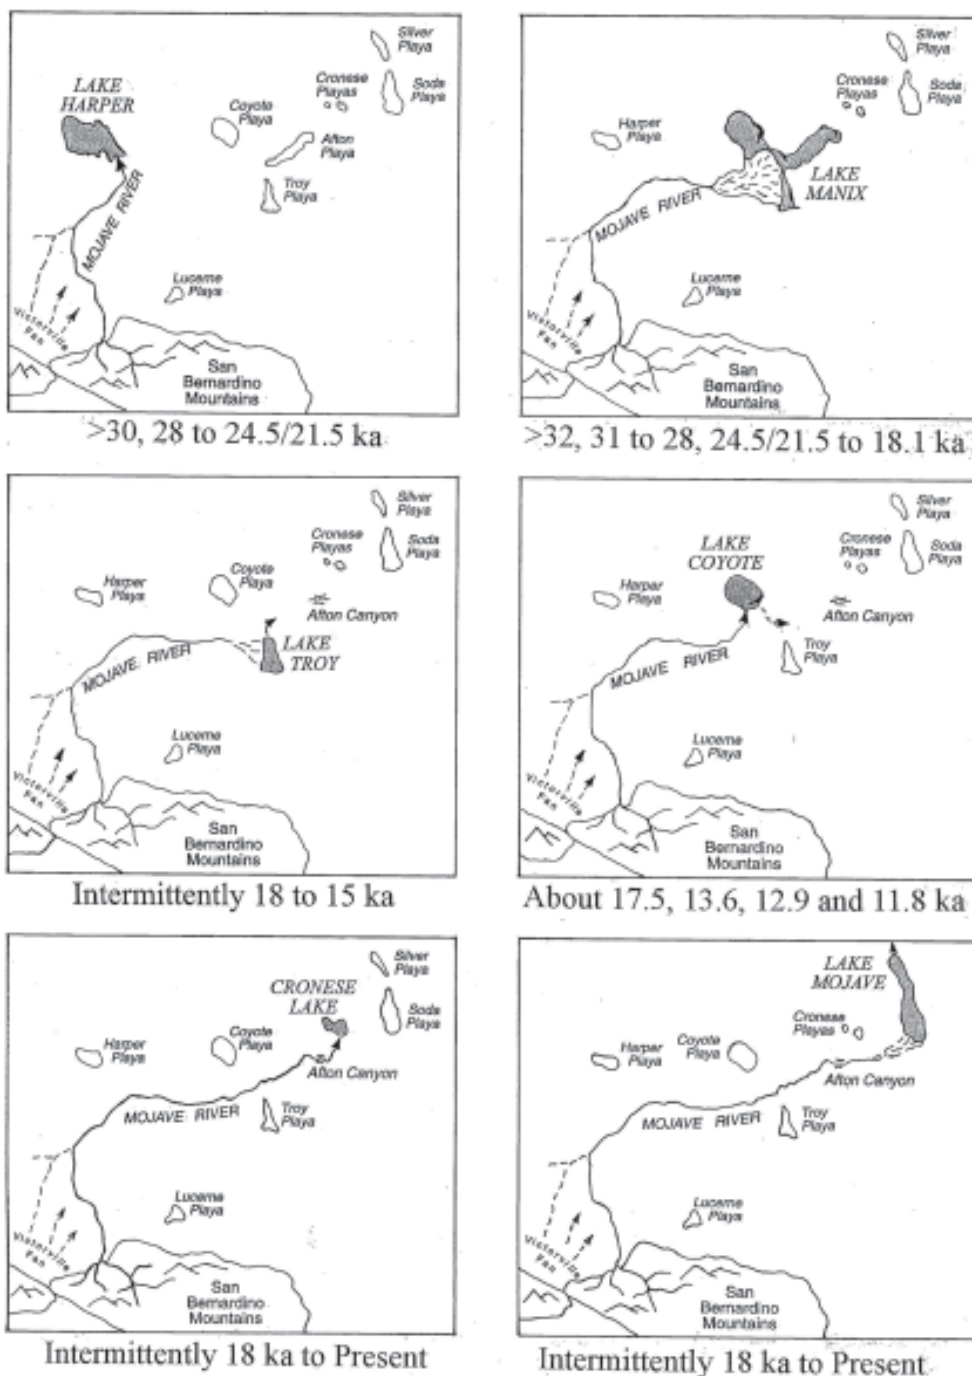 Silver
Playa
LAKE
HARPER
Cronese
Playas
Soda
Playa
Coyote
Playa
Afton
Playa
Troy
Playa
MOJAVE RIVER
Lucerne
Playa
Victorville
Fan
San
Bernardino
Mountains
>30, 28 to 24.5/21.5 ka
Silver
Playa
Cronese
Playas
Soda
Playa
Harper
Playa
LAKE
MANIX
MOJAVE RIVER
Lucerne
Playa
Victorville
Fan
San
Bernardino
Mountains
>32, 31 to 28, 24.5/21.5 to 18.1 ka
Silver
Playa
Cronese
Playas
Soda
Playa
Harper
Playa
Coyote
Playa
Afton Canyon
LAKE
TROY
MOJAVE RIVER
Lucerne
Playa
Victorville
Fan
San
Bernardino
Mountains
Intermittently 18 to 15 ka
Silver
Playa
LAKE
COYOTE
Cronese
Playas
Soda
Playa
Harper
Playa
Afton Canyon
Troy
Playa
MOJAVE RIVER
Lucerne
Playa
Victorville
Fan
San
Bernardino
Mountains
About 17.5, 13.6, 12.9 and 11.8 ka
Silver
Playa
CRONESE
LAKE
Soda
Playa
Harper
Playa
Coyote
Playa
Afton Canyon
MOJAVE RIVER
Troy
Playa
Lucerne
Playa
Victorville
Fan
San
Bernardino
Mountains
Intermittently 18 ka to Present
LAKE
MOJAVE
Cronese
Playas
Harper
Playa
Coyote
Playa
Afton Canyon
MOJAVE RIVER
Troy
Playa
Lucerne
Playa
Victorville
Fan
San
Bernardino
Mountains
Intermittently 18 ka to Present